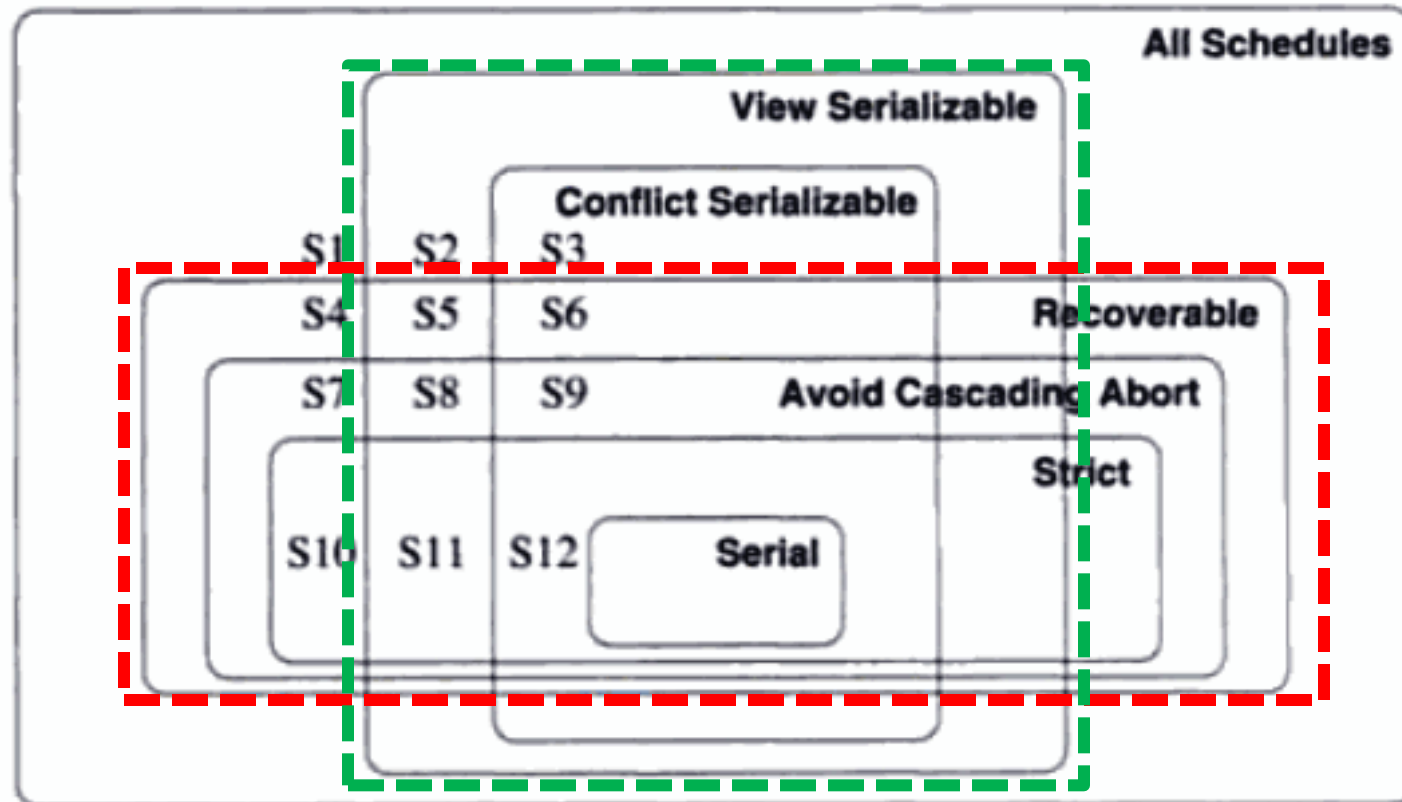 All Schedules
View Serializable
Conflict Serializable
S1 S2 S3
S4 S5 S6 Recoverable
S7 S8 S9 Avoid Cascading Abort
Strict
S10 S11 S12 Serial